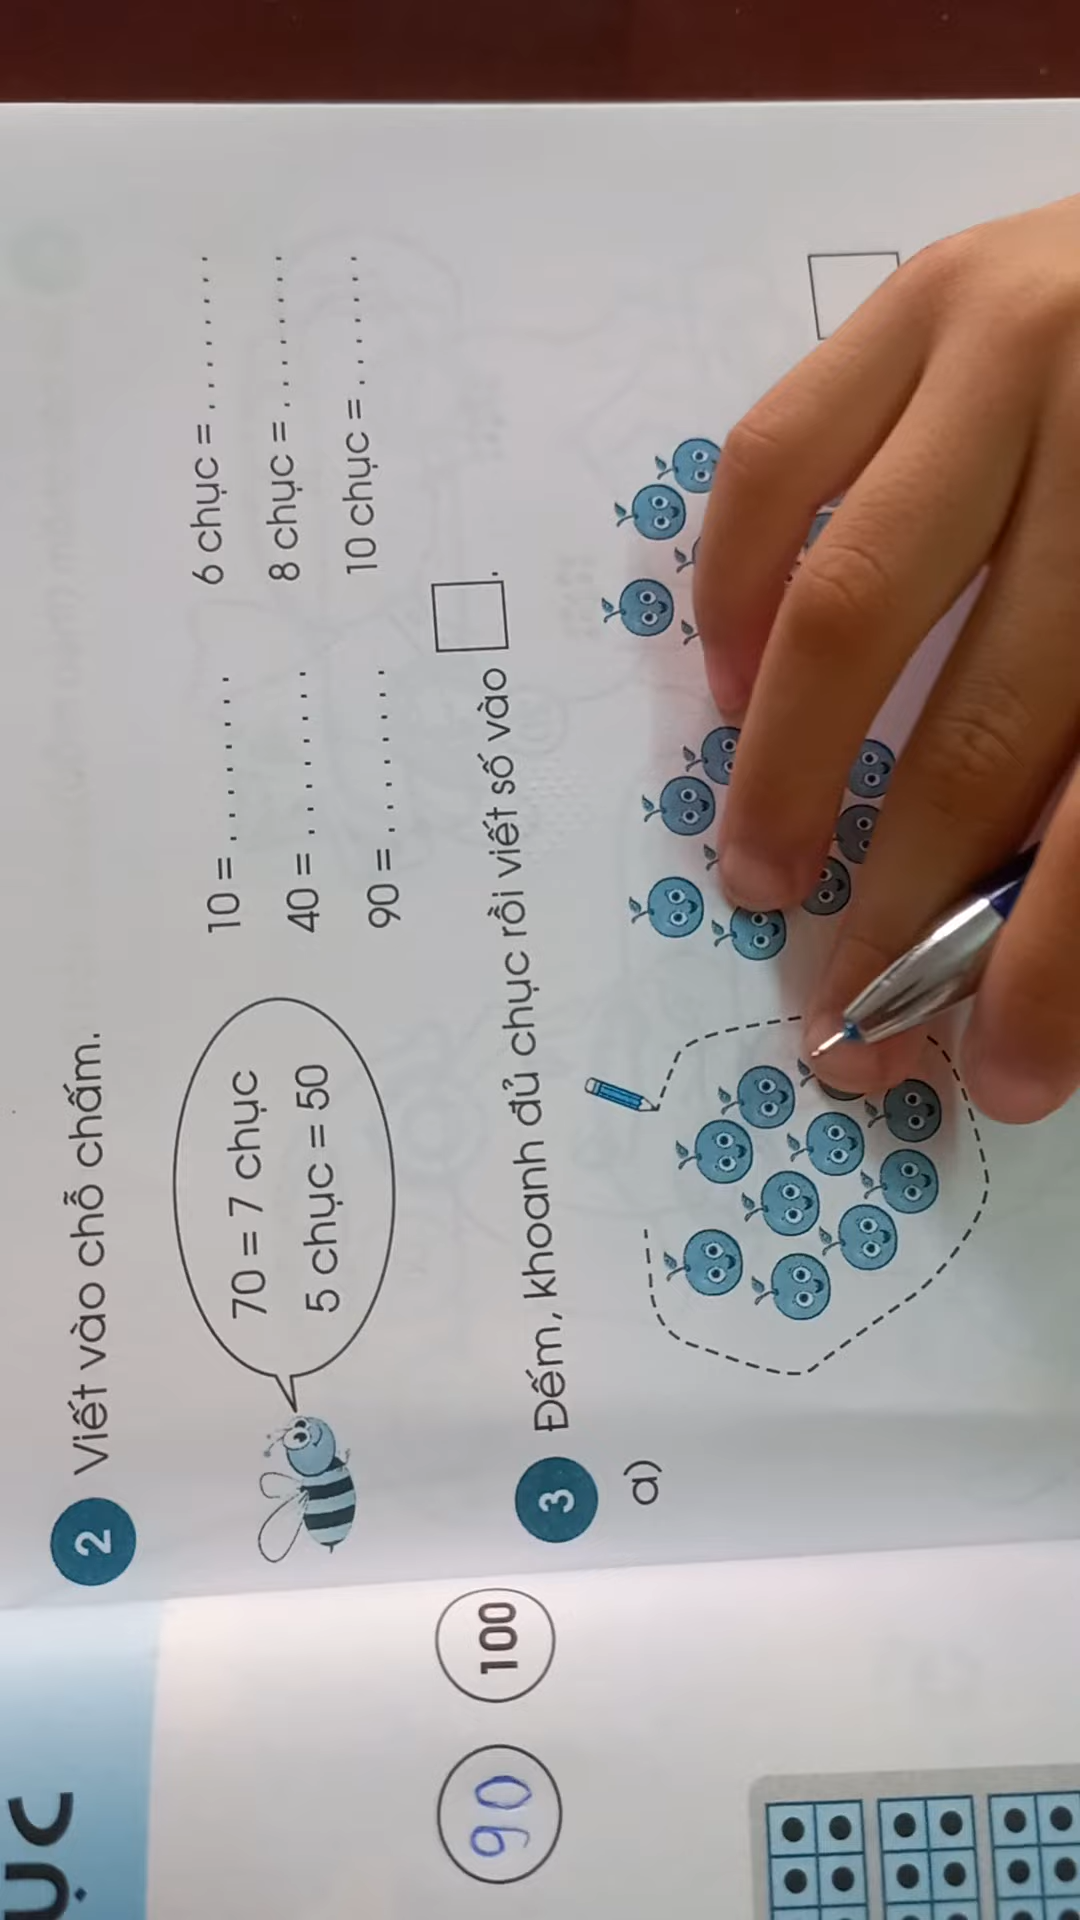 ỤC
90 100
2 Viết vào chỗ chấm.
70 = 7 chục
5 chục = 50
10 = ......... 6 chục = .........
40 = ......... 8 chục = .........
90 = ......... 10 chục = .........
3 Đếm, khoanh đủ chục rồi viết số vào □.
a)